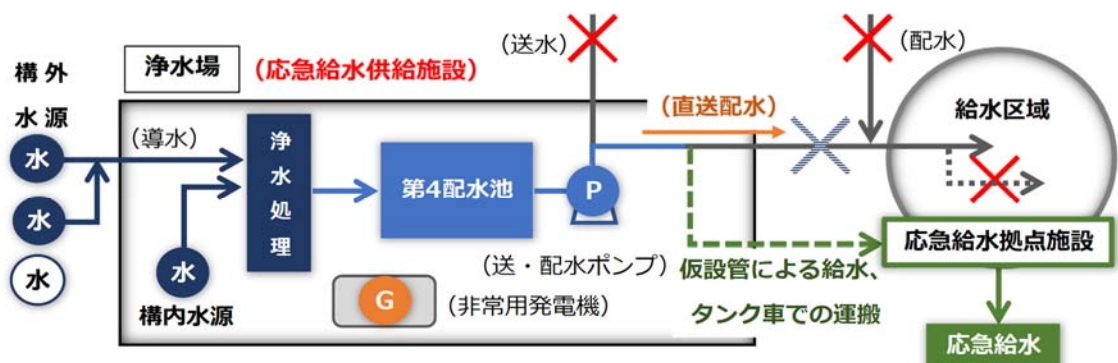 構外
水源
浄水場
(応急給水供給施設)
(送水)
(配水)
(直送配水)
給水区域
水
(導水)
浄水処理
水
第4配水池
P
水
水
構内水源
(送・配水ポンプ)
G
(非常用発電機)
仮設管による給水、
タンク車での運搬
応急給水拠点施設
応急給水